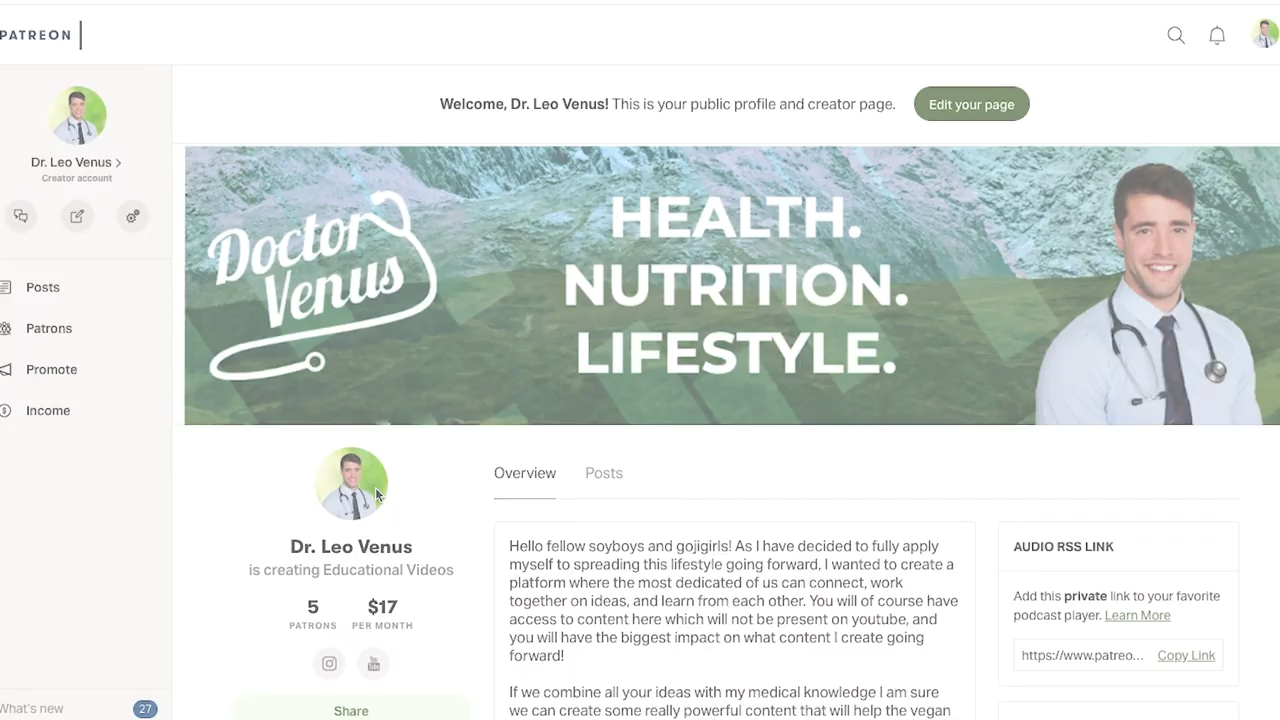 PATREON
Welcome, Dr. Leo Venus! This is your public profile and creator page.
Edit your page
Dr. Leo Venus
Creator account
Posts
Patrons
Promote
Income
What's new
27
Doctor
Venus
HEALTH.
NUTRITION.
LIFESTYLE.
Dr. Leo Venus
is creating Educational Videos
5
PATRONS
$17
PER MONTH
Share
Overview
Posts
Hello fellow soyboys and gojigirls! As I have decided to fully apply
myself to spreading this lifestyle going forward, I wanted to create a
platform where the most dedicated of us can connect, work
together on ideas, and learn from each other. You will of course have
access to content here which will not be present on youtube, and
you will have the biggest impact on what content I create going
forward!
If we combine all your ideas with my medical knowledge I am sure
we can create some really powerful content that will help the vegan
AUDIO RSS LINK
Add this private link to your favorite
podcast player. Learn More
https://www.patreo...
Copy Link